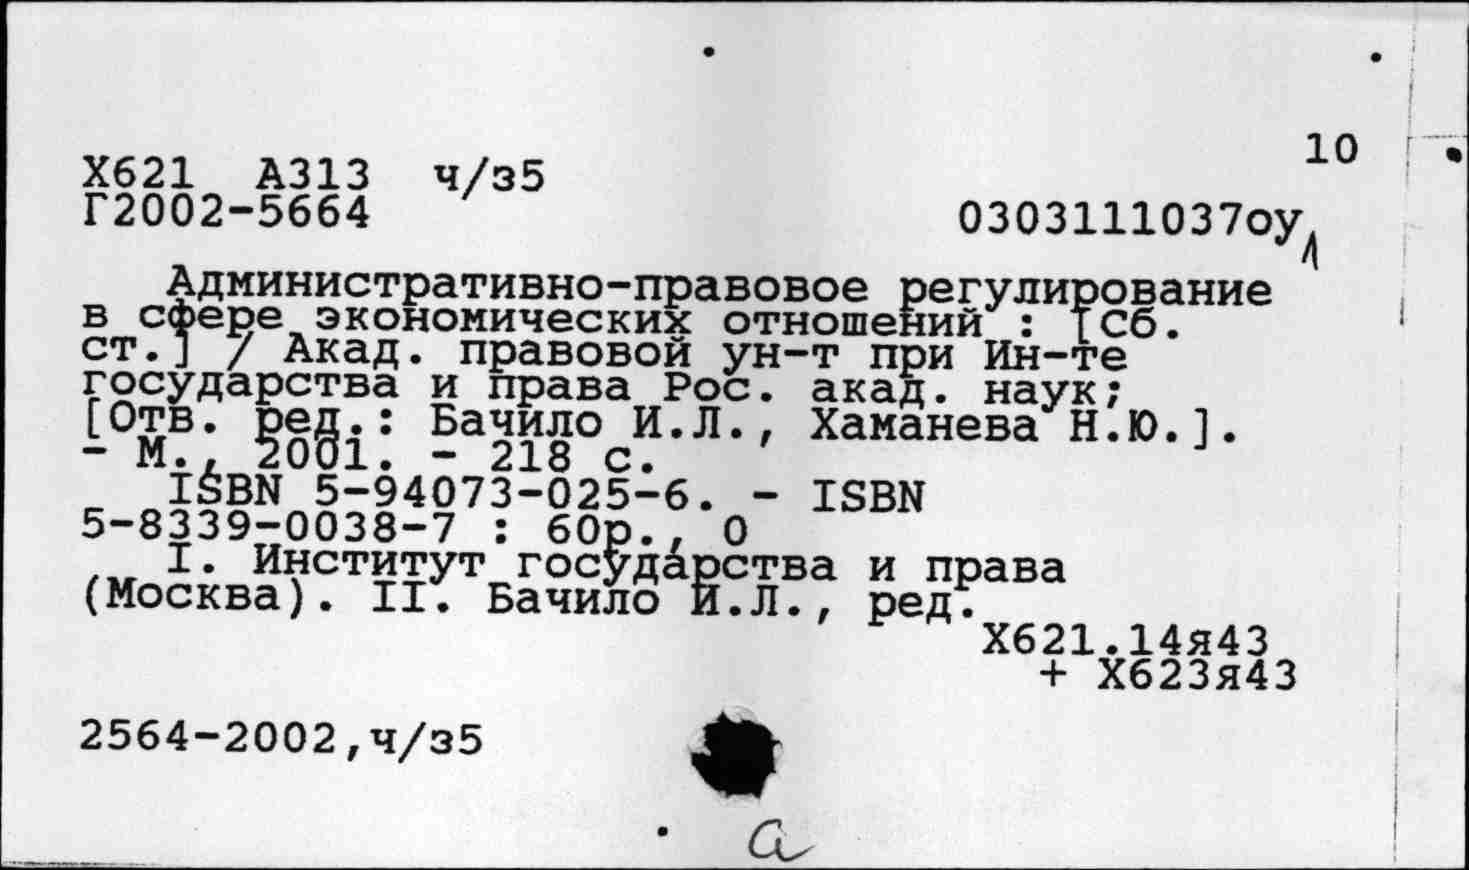 10
Х621 А313 ч/з5
Г2002-5664
0303111037оу
Л
Административно-правовое регулирование
в сфере экономических отношений : [Сб.
ст.] / Акад. правовой ун-т при Ин-те
государства и права Рос. акад. наук;
[Отв. ред.: Бачило И.Л., Хаманева Н.Ю.].
- М., 2001. - 218 с.
ISBN 5-94073-025-6. - ISBN
5-8339-0038-7 : 60р., 0
I. Институт государства и права
(Москва). II. Бачило И.Л., ред.
Х621.14я43
+ Х623я43
2564-2002,ч/з5
а